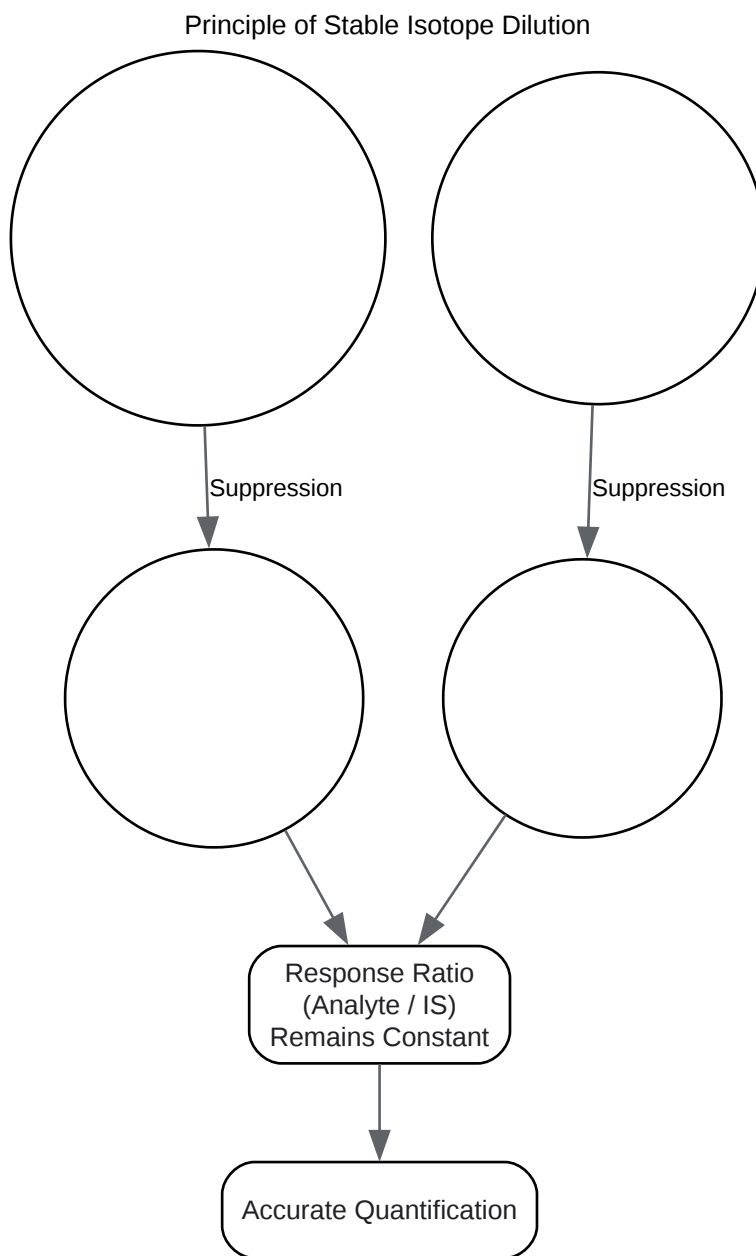 Principle of Stable Isotope Dilution
Suppression
Suppression
Response Ratio
(Analyte / IS)
Remains Constant
Accurate Quantification